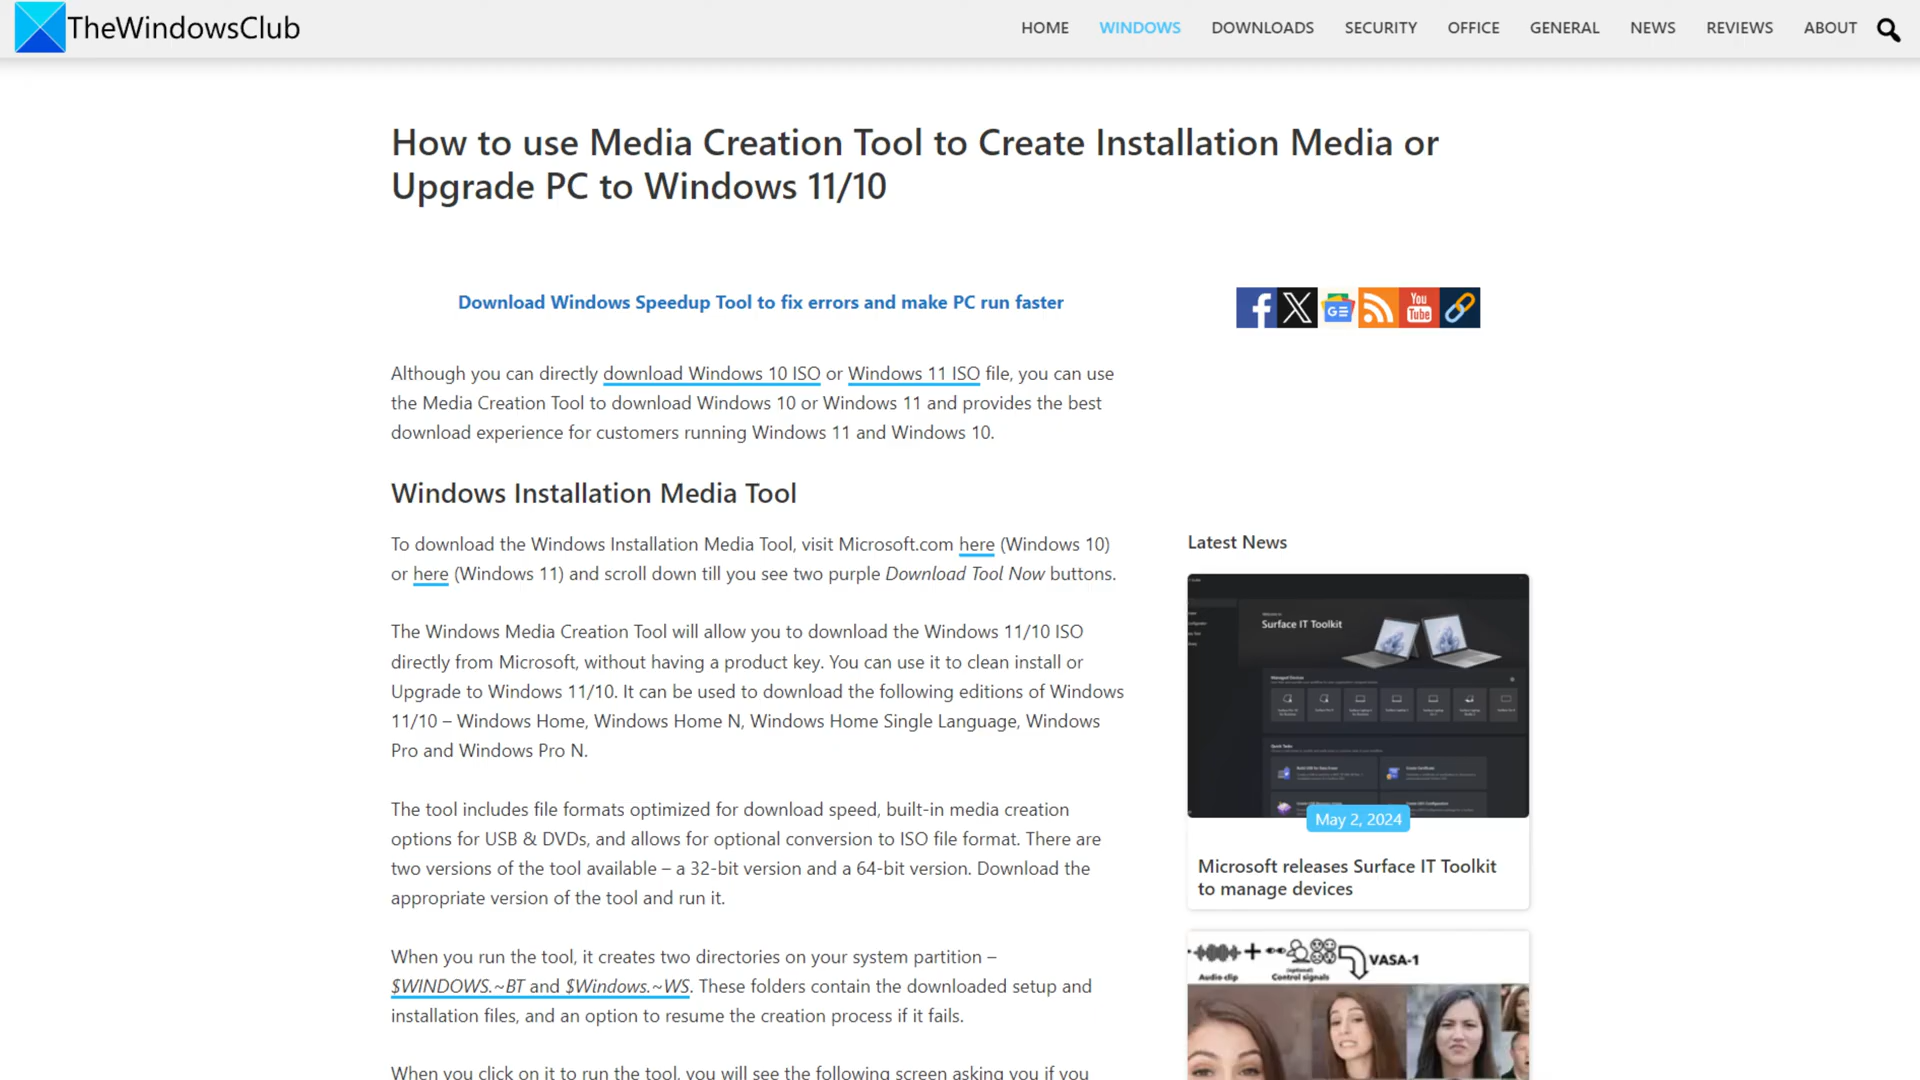 TheWindowsClub
HOME WINDOWS DOWNLOADS SECURITY OFFICE GENERAL NEWS REVIEWS ABOUT
How to use Media Creation Tool to Create Installation Media or
Upgrade PC to Windows 11/10
Download Windows Speedup Tool to fix errors and make PC run faster
You
Tube
Although you can directly download Windows 10 ISO or Windows 11 ISO file, you can use
the Media Creation Tool to download Windows 10 or Windows 11 and provides the best
download experience for customers running Windows 11 and Windows 10.
Windows Installation Media Tool
To download the Windows Installation Media Tool, visit Microsoft.com here (Windows 10)
or here (Windows 11) and scroll down till you see two purple Download Tool Now buttons.
The Windows Media Creation Tool will allow you to download the Windows 11/10 ISO
directly from Microsoft, without having a product key. You can use it to clean install or
Upgrade to Windows 11/10. It can be used to download the following editions of Windows
11/10 – Windows Home, Windows Home N, Windows Home Single Language, Windows
Pro and Windows Pro N.
The tool includes file formats optimized for download speed, built-in media creation
options for USB & DVDs, and allows for optional conversion to ISO file format. There are
two versions of the tool available – a 32-bit version and a 64-bit version. Download the
appropriate version of the tool and run it.
When you run the tool, it creates two directories on your system partition –
$WINDOWS.~BT and $Windows.~WS. These folders contain the downloaded setup and
installation files, and an option to resume the creation process if it fails.
When you click on it to run the tool, you will see the following screen asking you if you
Latest News
Welcome to
Surface IT Toolkit
Managed Devices
Quick Tasks
May 2, 2024
Microsoft releases Surface IT Toolkit
to manage devices
Audio clip
(optional)
Control signals
VASA-1